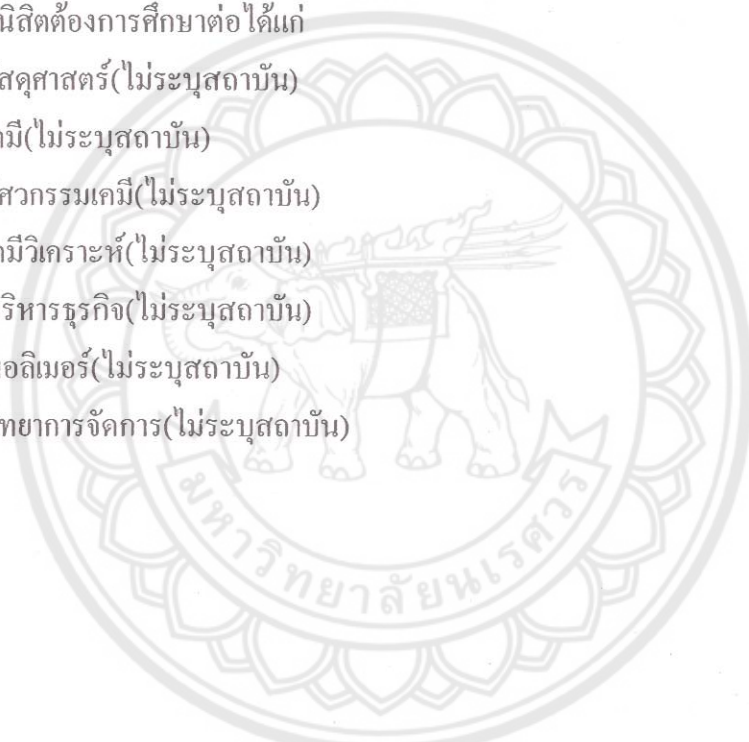 นิสิตต้องการศึกษาต่อได้แก่
สดุศาสตร์(ไม่ระบุสถาบัน)
มี(ไม่ระบุสถาบัน)
ศวกรรมเคมี(ไม่ระบุสถาบัน)
มีวิเคราะห์(ไม่ระบุสถาบัน)
ริหารธุรกิจ(ไม่ระบุสถาบัน)
อลิเมอร์(ไม่ระบุสถาบัน)
ทยาการจัดการ(ไม่ระบุสถาบัน)
มหาวิทยาลัยนเรศวร